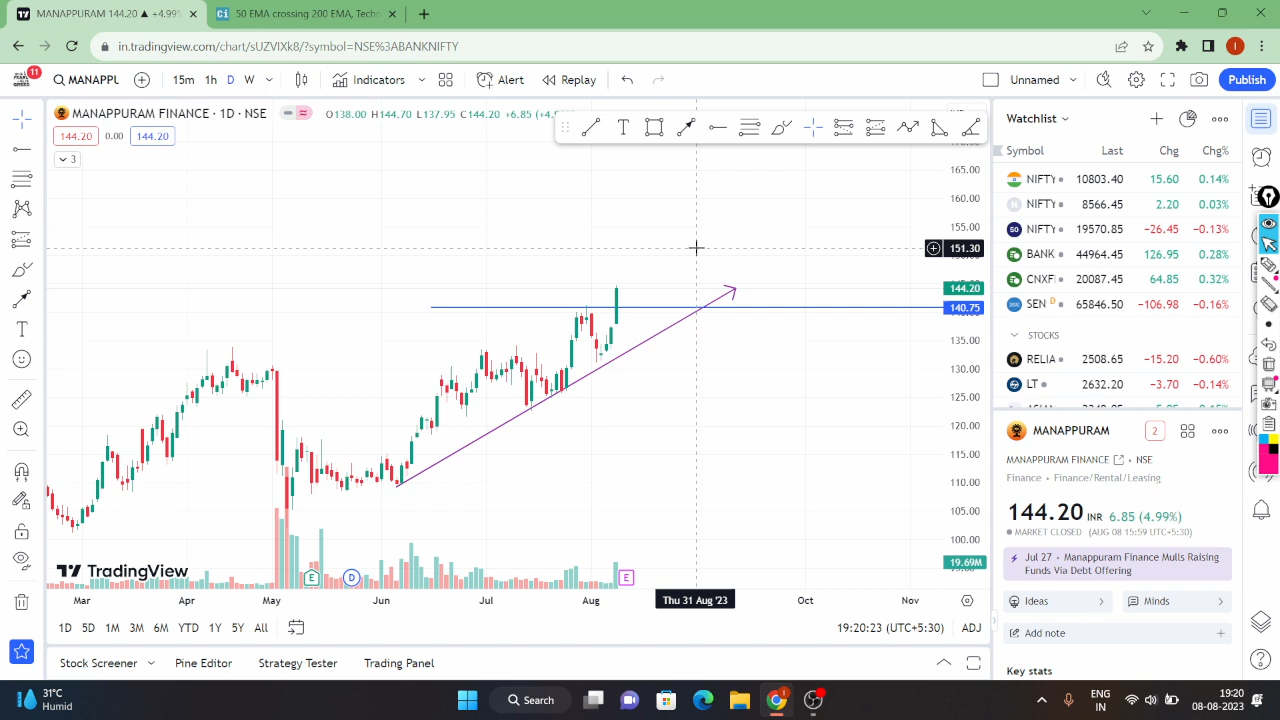 MANAPPURAM 144.20 ▲ +4.99%
50 EMA crossing 200 EMA, Techn
in.tradingview.com/chart/sUZVIXk8/?symbol=NSE%3ABANKNIFTY
11
MANAPPU
15m 1h D W
Indicators
Alert
Replay
Unnamed
Publish
MANAPPURAM FINANCE · 1D · NSE
O138.00 H144.70 L137.95 C144.20 +6.85
144.20 0.00 144.20
3
165.00
160.00
155.00
151.30
144.20
140.75
135.00
130.00
125.00
120.00
115.00
110.00
105.00
100.00
19.69M
TradingView
E D E
Mar Apr May Jun Jul Aug Thu 31 Aug '23 Oct Nov
1D 5D 1M 3M 6M YTD 1Y 5Y All
19:20:23 (UTC+5:30) ADJ
Stock Screener Pine Editor Strategy Tester Trading Panel
Watchlist
Symbol Last Chg Chg%
NIFTY 10803.40 15.60 0.14%
NIFTY 8566.45 2.20 0.03%
50 NIFTY 19570.85 −26.45 −0.13%
BANK 44964.45 126.95 0.28%
CNXFI 20087.45 64.85 0.32%
SEN D 65846.50 −106.98 −0.16%
STOCKS
RELIA 2508.65 −15.20 −0.60%
LT 2632.20 −3.70 −0.14%
MANAPPURAM 2
MANAPPURAM FINANCE • NSE
Finance • Finance/Rental/Leasing
144.20 INR 6.85 (4.99%)
MARKET CLOSED (AUG 08 15:59 UTC+5:30)
Jul 27 • Manappuram Finance Mulls Raising
Funds Via Debt Offering
Ideas
Minds
Add note
Key stats
31°C
Humid
Search
ENG
IN
19:20
08-08-2023